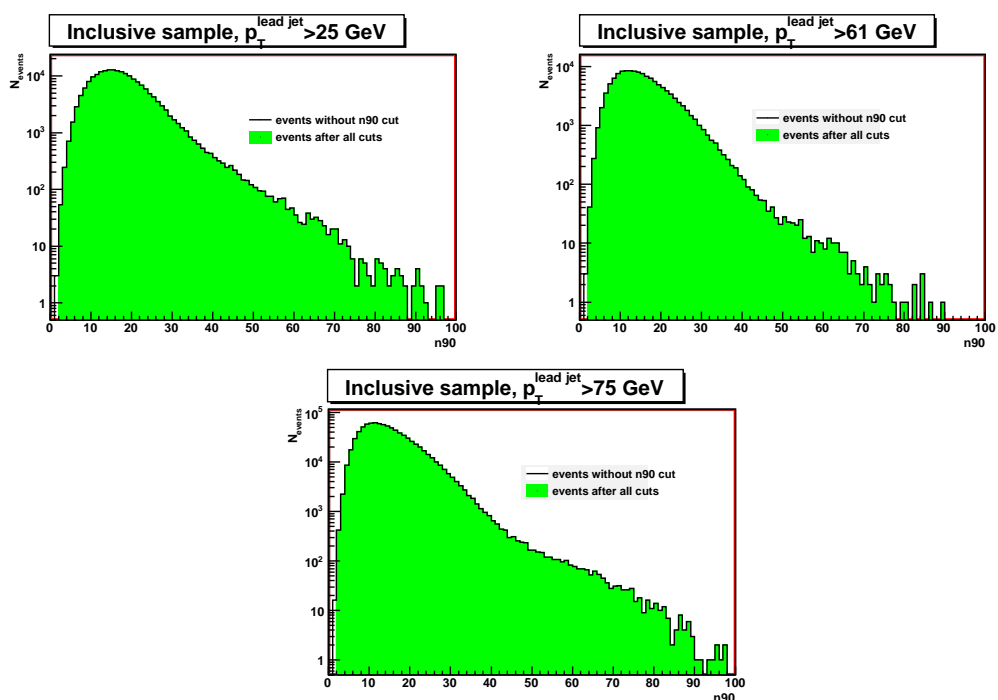 Inclusive sample, p_T^lead jet>25 GeV
N_events
10^4
10^3
10^2
10
1
events without n90 cut
events after all cuts
0 10 20 30 40 50 60 70 80 90 100
n90
Inclusive sample, p_T^lead jet>61 GeV
N_events
10^4
10^3
10^2
10
1
events without n90 cut
events after all cuts
0 10 20 30 40 50 60 70 80 90 100
n90
Inclusive sample, p_T^lead jet>75 GeV
N_events
10^5
10^4
10^3
10^2
10
1
events without n90 cut
events after all cuts
0 10 20 30 40 50 60 70 80 90 100
n90